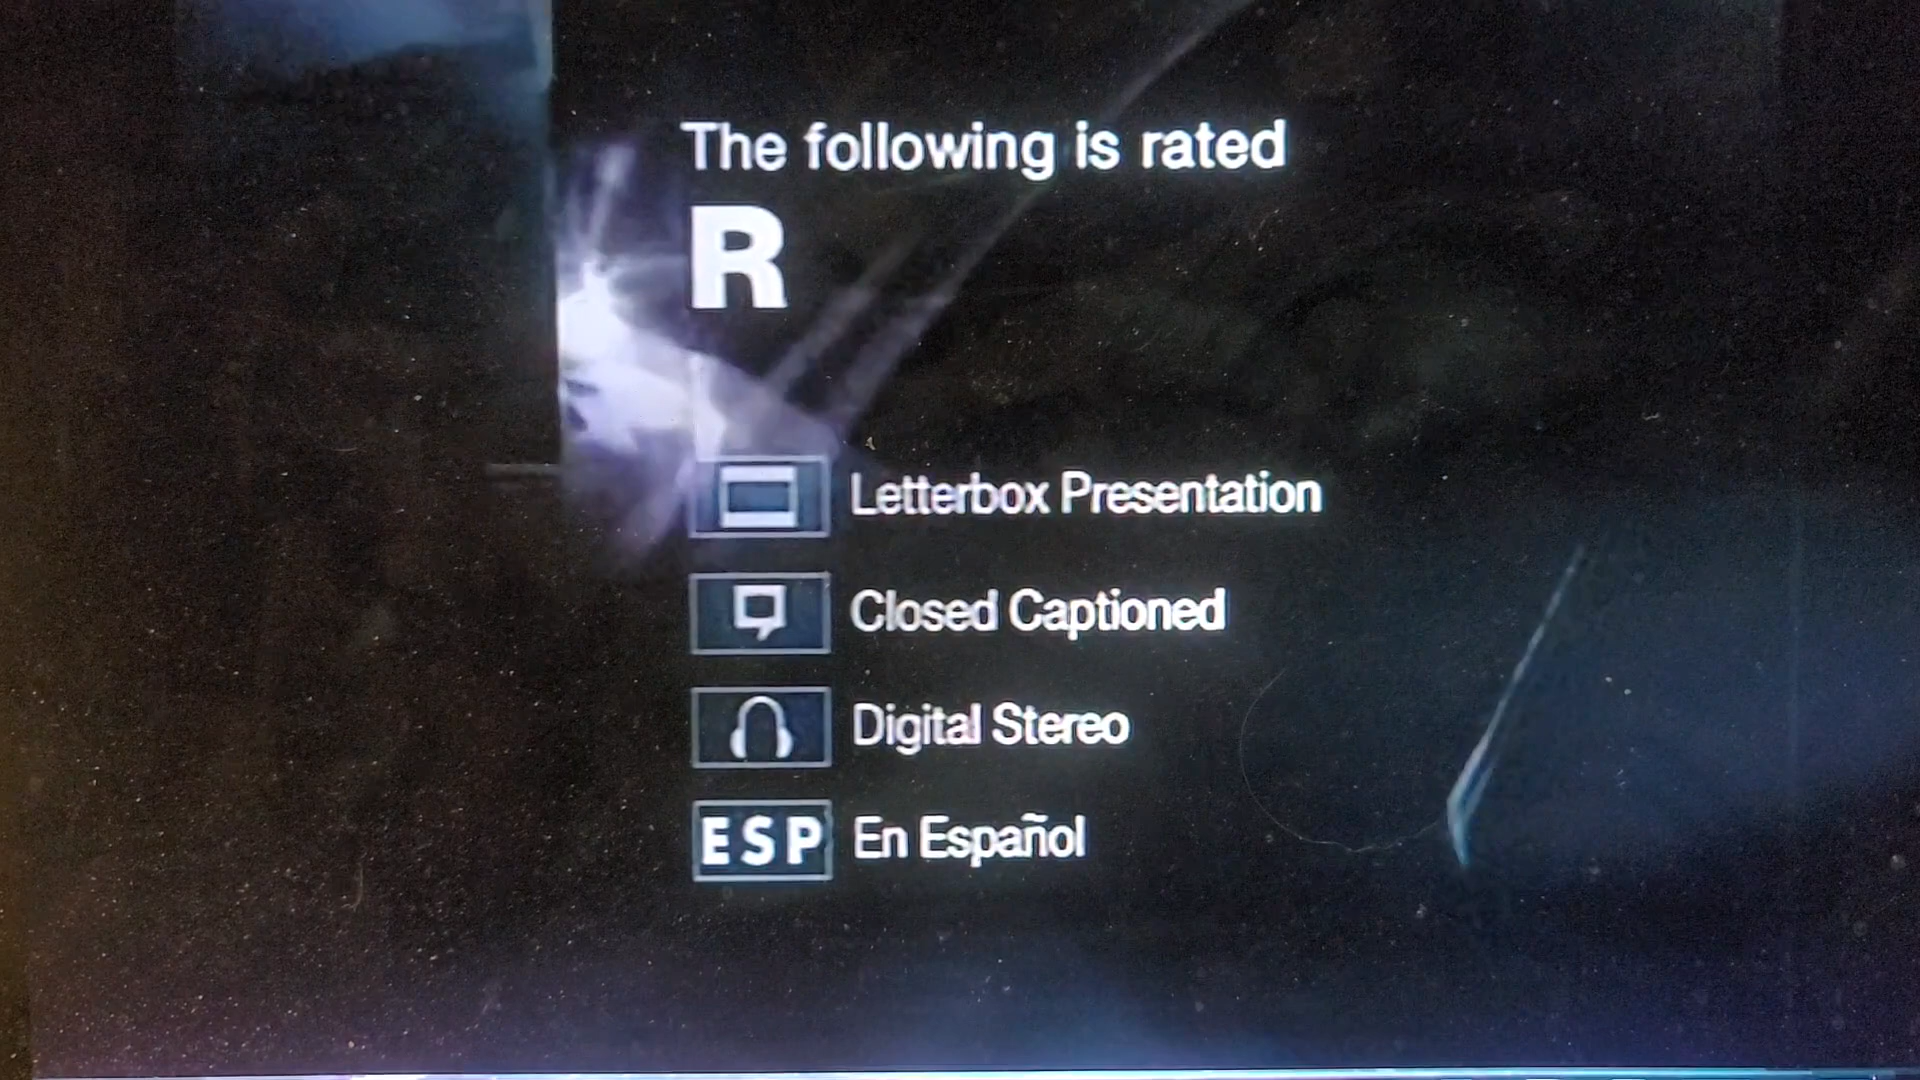 The following is rated
R
Letterbox Presentation
Closed Captioned
Digital Stereo
ESP En Español